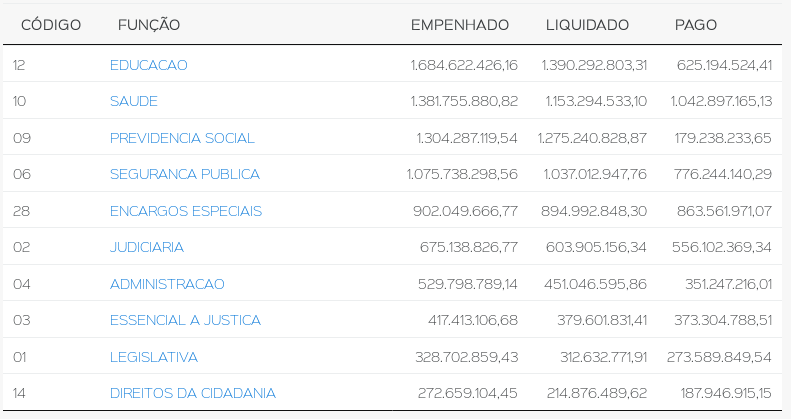 CÓDIGO FUNÇÃO EMPENHADO LIQUIDADO PAGO
12 EDUCACAO 1.684.622.426,16 1.390.292.803,31 625.194.524,41
10 SAUDE 1.381.755.880,82 1.153.294.533,10 1.042.897.165,13
09 PREVIDENCIA SOCIAL 1.304.287.119,54 1.275.240.828,87 179.238.233,65
06 SEGURANCA PUBLICA 1.075.738.298,56 1.037.012.947,76 776.244.140,29
28 ENCARGOS ESPECIAIS 902.049.666,77 894.992.848,30 863.561.971,07
02 JUDICIARIA 675.138.826,77 603.905.156,34 556.102.369,34
04 ADMINISTRACAO 529.798.789,14 451.046.595,86 351.247.216,01
03 ESSENCIAL A JUSTICA 417.413.106,68 379.601.831,41 373.304.788,51
01 LEGISLATIVA 328.702.859,43 312.632.771,91 273.589.849,54
14 DIREITOS DA CIDADANIA 272.659.104,45 214.876.489,62 187.946.915,15